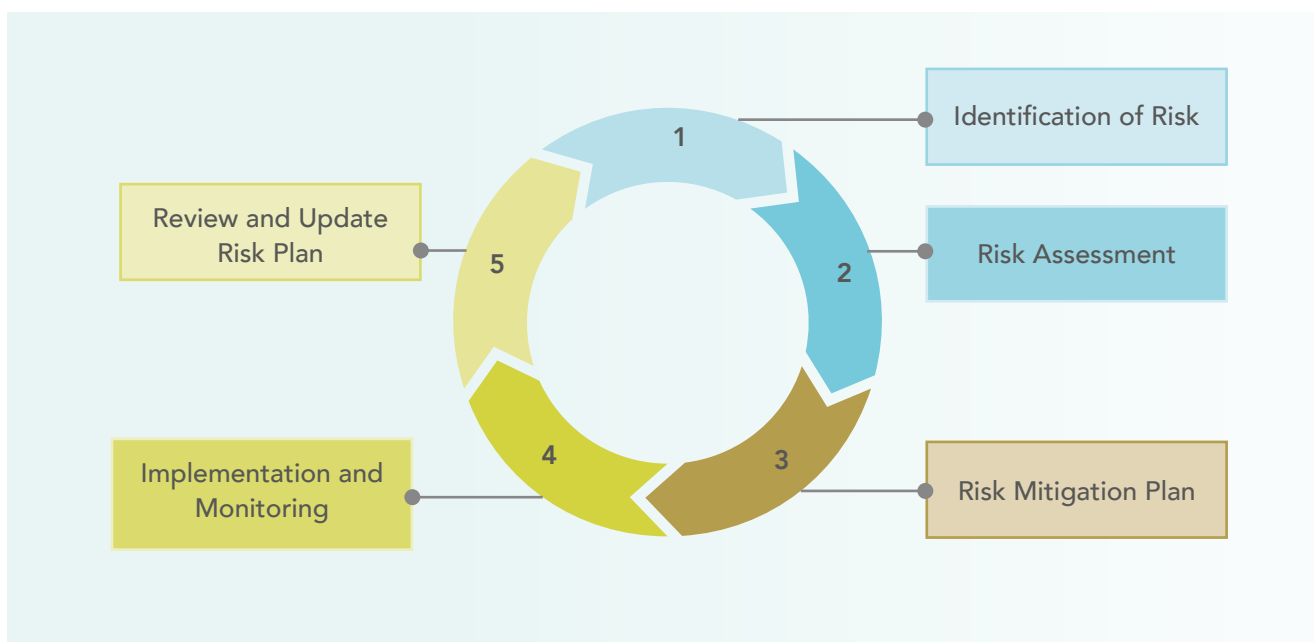 1
Identification of Risk
2
Risk Assessment
3
Risk Mitigation Plan
4
Implementation and
Monitoring
5
Review and Update
Risk Plan